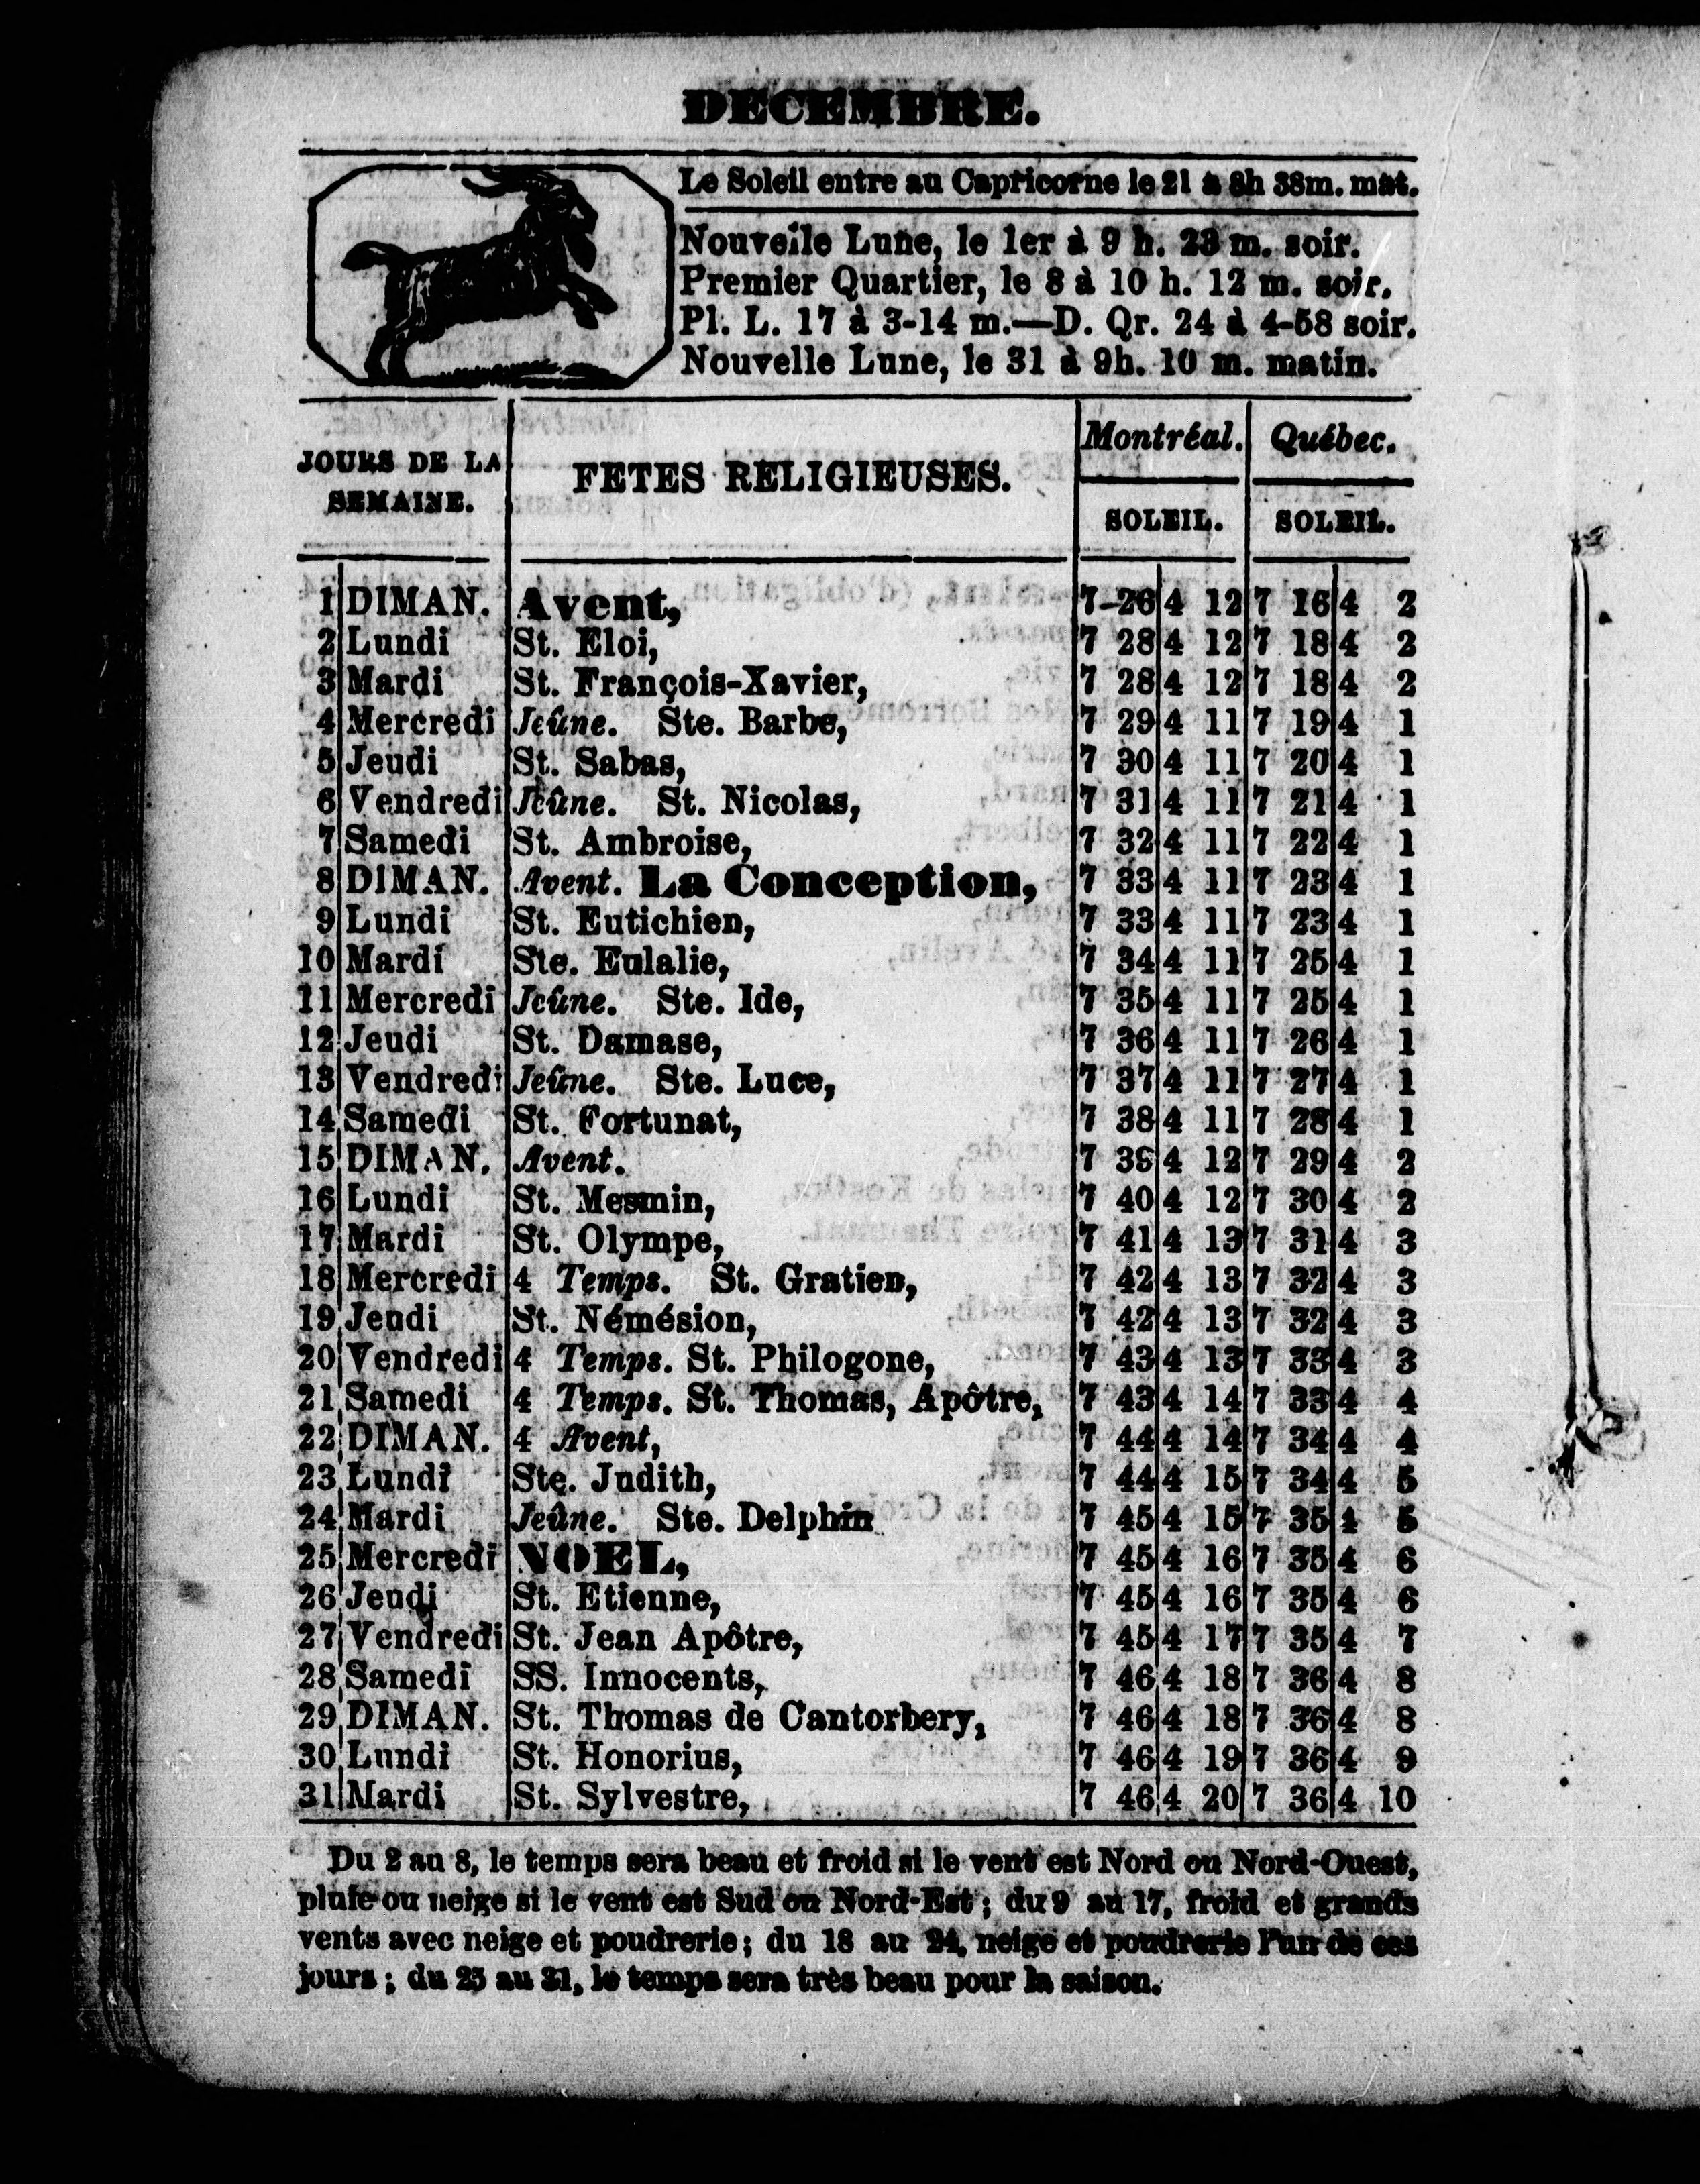 DECEMBRE.
Le Soleil entre au Capricorne le 21 à 8h 38m. mat.
Nouvelle Lune, le 1er à 9 h. 23 m. soir.
Premier Quartier, le 8 à 10 h. 12 m. soir.
Pl. L. 17 à 3-14 m.—D. Qr. 24 à 4-58 soir.
Nouvelle Lune, le 31 à 9h. 10 m. matin.
JOURS DE LA SEMAINE.
FETES RELIGIEUSES.
Montréal. Québec.
SOLEIL. SOLEIL.
1 DIMAN. Avent, 7-26 4 12 7 16 4 2
2 Lundi St. Eloi, 7 28 4 12 7 18 4 2
3 Mardi St. François-Xavier, 7 28 4 12 7 18 4 2
4 Mercredi Jeûne. Ste. Barbe, 7 29 4 11 7 19 4 1
5 Jeudi St. Sabas, 7 30 4 11 7 20 4 1
6 Vendredi Jeûne. St. Nicolas, 7 31 4 11 7 21 4 1
7 Samedi St. Ambroise, 7 32 4 11 7 22 4 1
8 DIMAN. Avent. La Conception, 7 33 4 11 7 23 4 1
9 Lundi St. Eutichien, 7 33 4 11 7 23 4 1
10 Mardi Ste. Eulalie, 7 34 4 11 7 25 4 1
11 Mercredi Jeûne. Ste. Ide, 7 35 4 11 7 25 4 1
12 Jeudi St. Damase, 7 36 4 11 7 26 4 1
13 Vendredi Jeûne. Ste. Luce, 7 37 4 11 7 27 4 1
14 Samedi St. Fortunat, 7 38 4 11 7 28 4 1
15 DIMAN. Avent. 7 39 4 12 7 29 4 2
16 Lundi St. Mesmin, 7 40 4 12 7 30 4 2
17 Mardi St. Olympe, 7 41 4 13 7 31 4 3
18 Mercredi 4 Temps. St. Gratien, 7 42 4 13 7 32 4 3
19 Jeudi St. Némésion, 7 42 4 13 7 32 4 3
20 Vendredi 4 Temps. St. Philogone, 7 43 4 13 7 33 4 3
21 Samedi 4 Temps. St. Thomas, Apôtre, 7 43 4 14 7 33 4 4
22 DIMAN. 4 Avent, 7 44 4 14 7 34 4 4
23 Lundi Ste. Judith, 7 44 4 15 7 34 4 5
24 Mardi Jeûne. Ste. Delphin 7 45 4 15 7 35 4 5
25 Mercredi NOEL, 7 45 4 16 7 35 4 6
26 Jeudi St. Etienne, 7 45 4 16 7 35 4 6
27 Vendredi St. Jean Apôtre, 7 45 4 17 7 35 4 7
28 Samedi SS. Innocents, 7 46 4 18 7 36 4 8
29 DIMAN. St. Thomas de Cantorbery, 7 46 4 18 7 36 4 8
30 Lundi St. Honorius, 7 46 4 19 7 36 4 9
31 Mardi St. Sylvestre, 7 46 4 20 7 36 4 10
Du 2 au 8, le temps sera beau et froid si le vent est Nord ou Nord-Ouest,
pluie ou neige si le vent est Sud ou Nord-Est ; du 9 au 17, froid et grands
vents avec neige et poudrerie; du 18 au 24, neige et poudrerie l'un de ces
jours ; du 25 au 31, le temps sera très beau pour la saison.